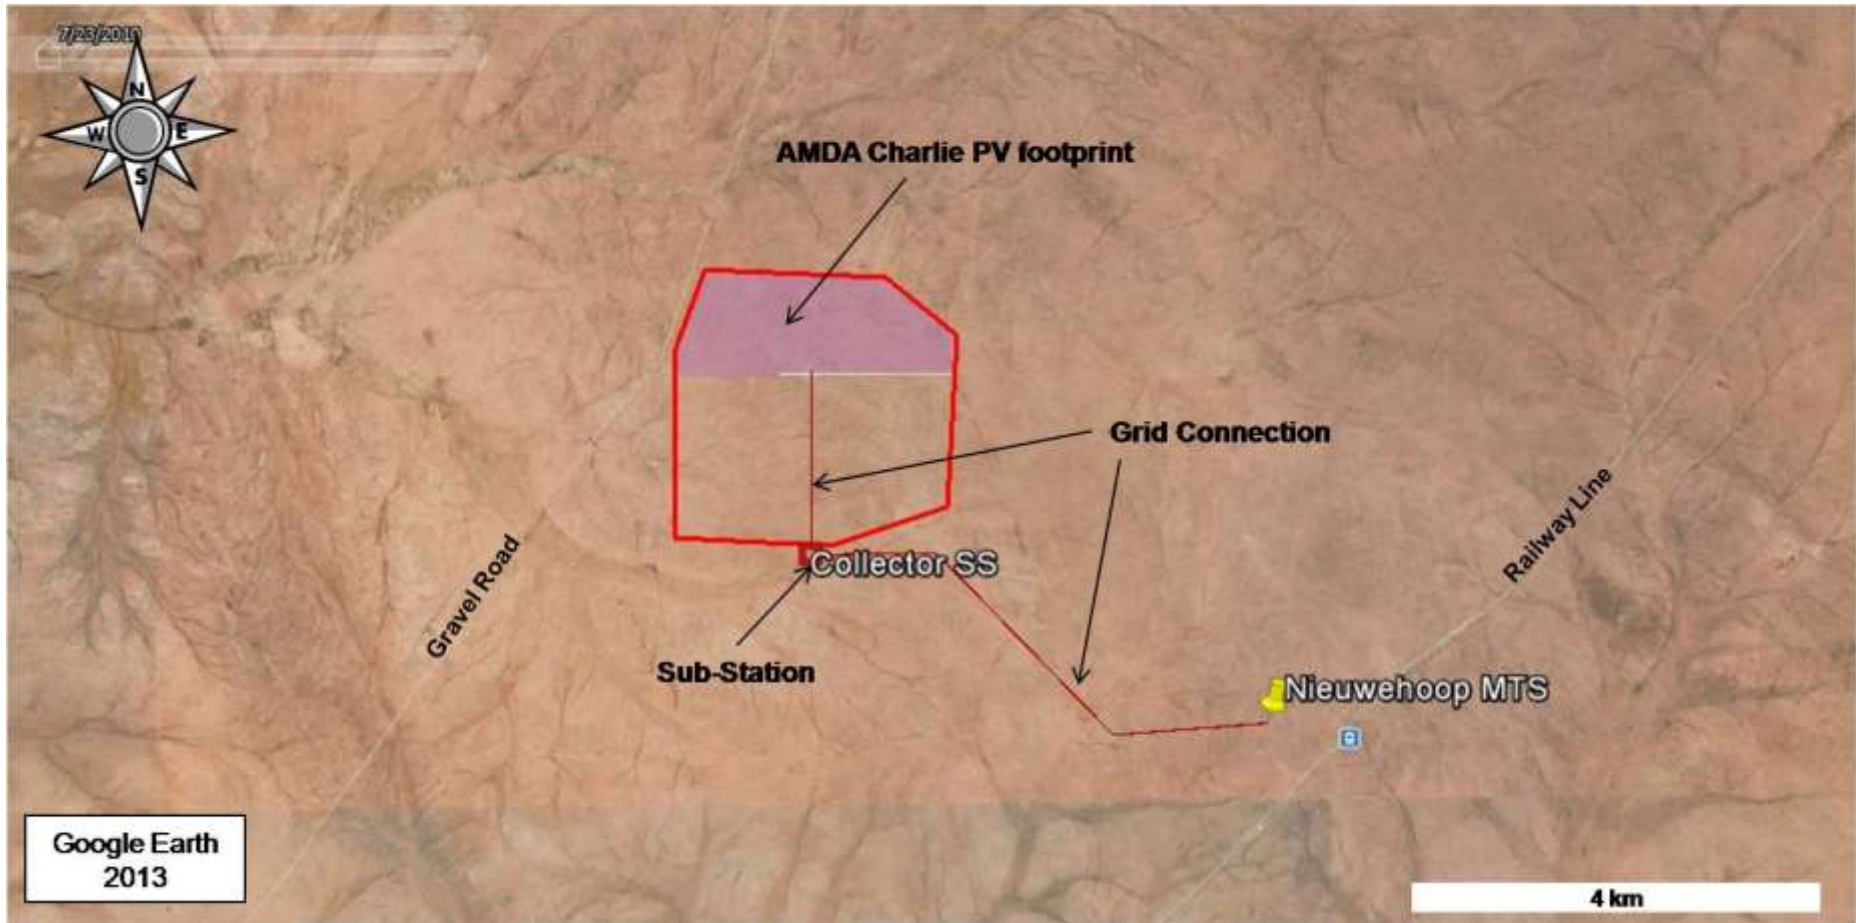 N
W E
S
AMDA Charlie PV footprint
Grid Connection
Collector SS
Gravel Road
Railway Line
Sub-Station
Nieuwehoop MTS
Google Earth
2013
4 km